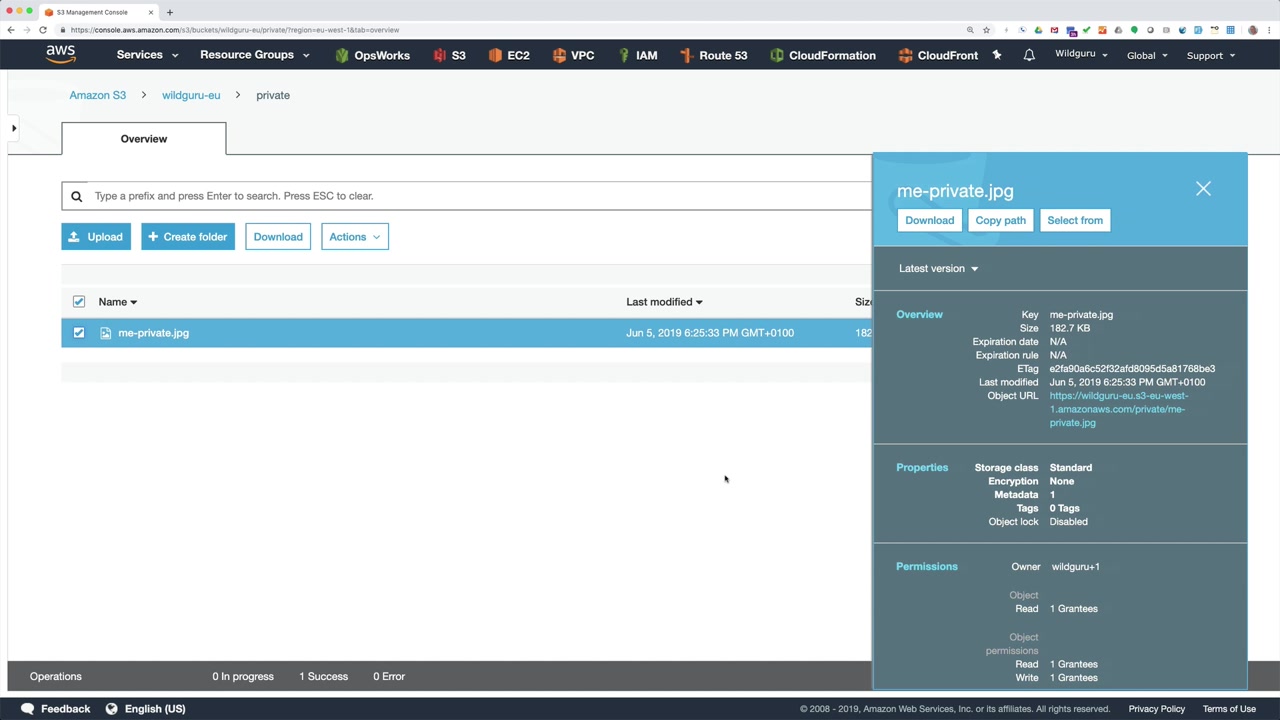 S3 Management Console
https://console.aws.amazon.com/s3/buckets/wildguru-eu/private/?region=eu-west-1&tab=overview
aws
Services
Resource Groups
OpsWorks
S3
EC2
VPC
IAM
Route 53
CloudFormation
CloudFront
Wildguru
Global
Support
Amazon S3
wildguru-eu
private
Overview
Type a prefix and press Enter to search. Press ESC to clear.
Upload
Create folder
Download
Actions
Name
Last modified
Size
me-private.jpg
Jun 5, 2019 6:25:33 PM GMT+0100
182
me-private.jpg
Download
Copy path
Select from
Latest version
Overview
Key me-private.jpg
Size 182.7 KB
Expiration date N/A
Expiration rule N/A
ETag e2fa90a6c52f32afd8095d5a81768be3
Last modified Jun 5, 2019 6:25:33 PM GMT+0100
Object URL https://wildguru-eu.s3-eu-west-
1.amazonaws.com/private/me-
private.jpg
Properties
Storage class Standard
Encryption None
Metadata 1
Tags 0 Tags
Object lock Disabled
Permissions
Owner wildguru+1
Object
Read 1 Grantees
Object
permissions
Read 1 Grantees
Write 1 Grantees
Operations
0 In progress
1 Success
0 Error
Feedback
English (US)
© 2008 - 2019, Amazon Web Services, Inc. or its affiliates. All rights reserved.
Privacy Policy
Terms of Use